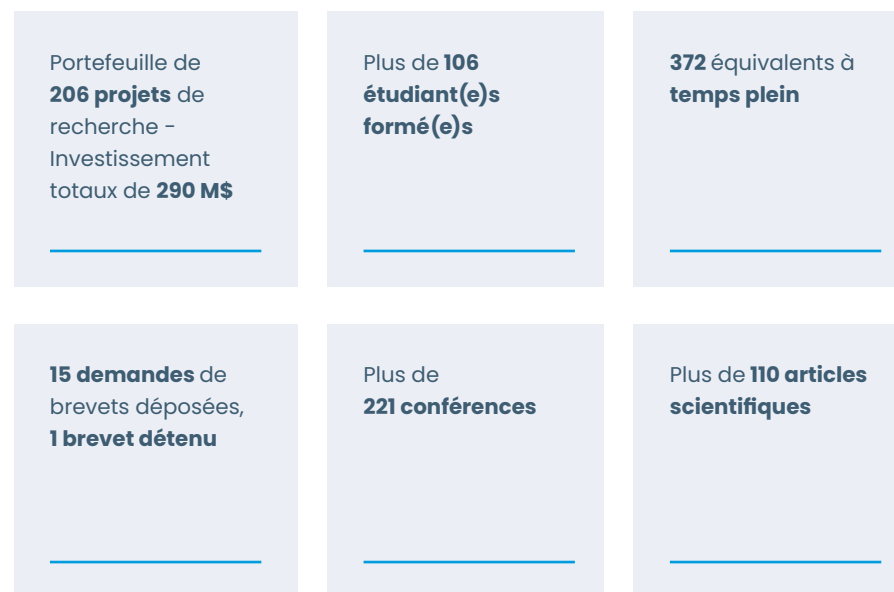 Portefeuille de
206 projets de
recherche -
Investissement
totaux de 290 M$
Plus de 106
étudiant(e)s
formé(e)s
372 équivalents à
temps plein
15 demandes de
brevets déposées,
1 brevet détenu
Plus de
221 conférences
Plus de 110 articles
scientifiques